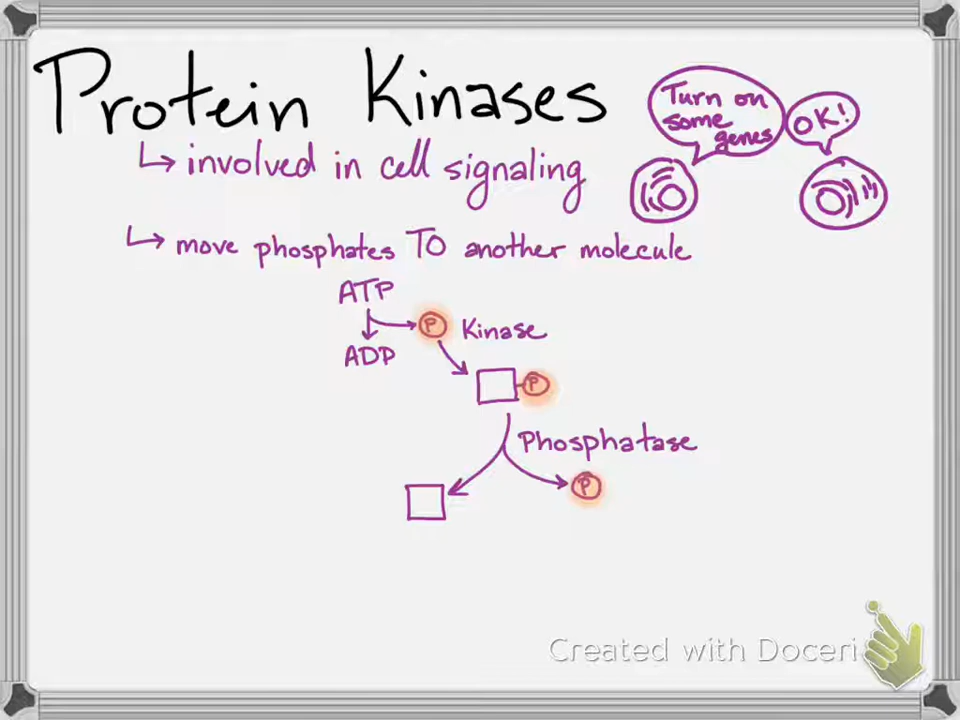 Protein Kinases
Turn on
some
genes
OK!
↳ involved in cell signaling
↳ move phosphates TO another molecule
ATP
P Kinase
ADP
P
Phosphatase
P
Created with Doceri